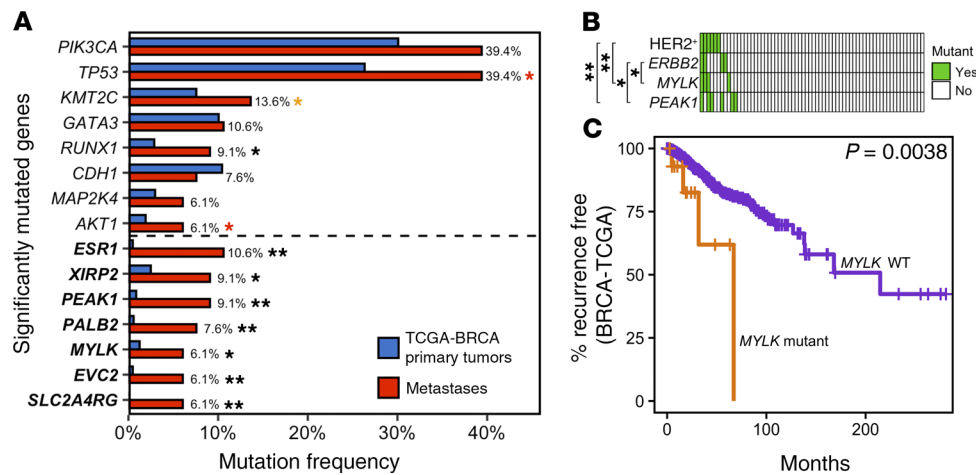 A
Significantly mutated genes
PIK3CA
39.4%
TP53
39.4% *
KMT2C
13.6% *
GATA3
10.6%
RUNX1
9.1% *
CDH1
7.6%
MAP2K4
6.1%
AKT1
6.1% *
ESR1
10.6% **
XIRP2
9.1% *
PEAK1
9.1% **
PALB2
7.6% **
MYLK
6.1% *
EVC2
6.1% **
SLC2A4RG
6.1% **
TCGA-BRCA
primary tumors
Metastases
0% 10% 20% 30% 40%
Mutation frequency
B
** ** * *
HER2⁺
ERBB2
MYLK
PEAK1
Mutant
Yes
No
C
% recurrence free
(BRCA-TCGA)
100
75
50
25
0
P = 0.0038
MYLK WT
MYLK mutant
0 100 200
Months